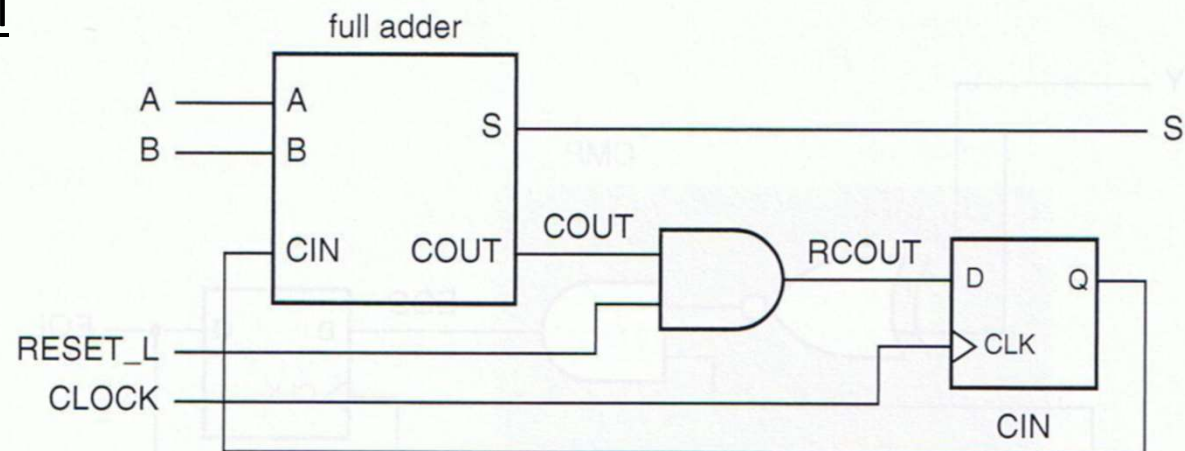 full adder
A
A
B
B
S
S
CIN
COUT
COUT
RCOUT
D
Q
CLK
RESET_L
CLOCK
CIN